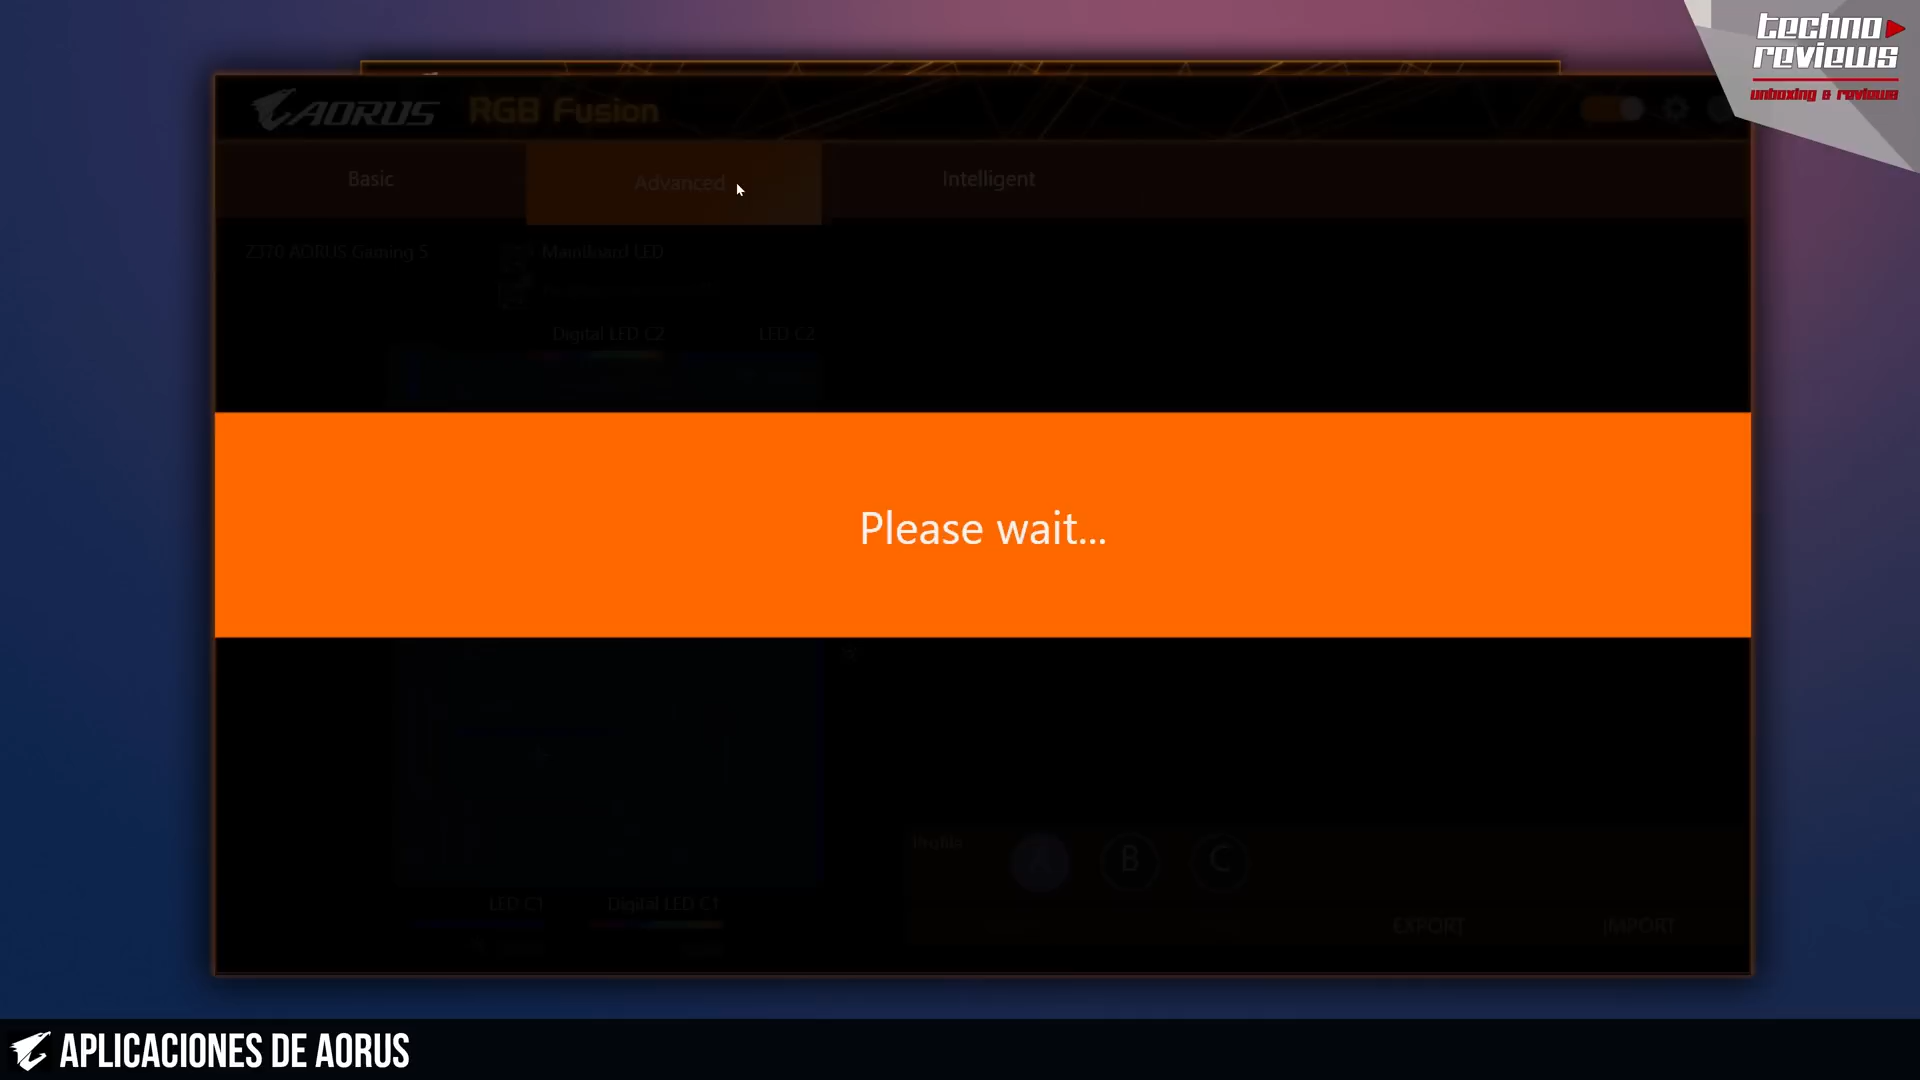 techno
reviews
unboxing & reviews
AORUS RGB Fusion
Basic Advanced Intelligent
Z370 AORUS Gaming 5 Mainboard LED
Digital LED C2 LED C2
Please wait...
Profile A B C
LED C1 Digital LED C1
EXPORT IMPORT
APLICACIONES DE AORUS